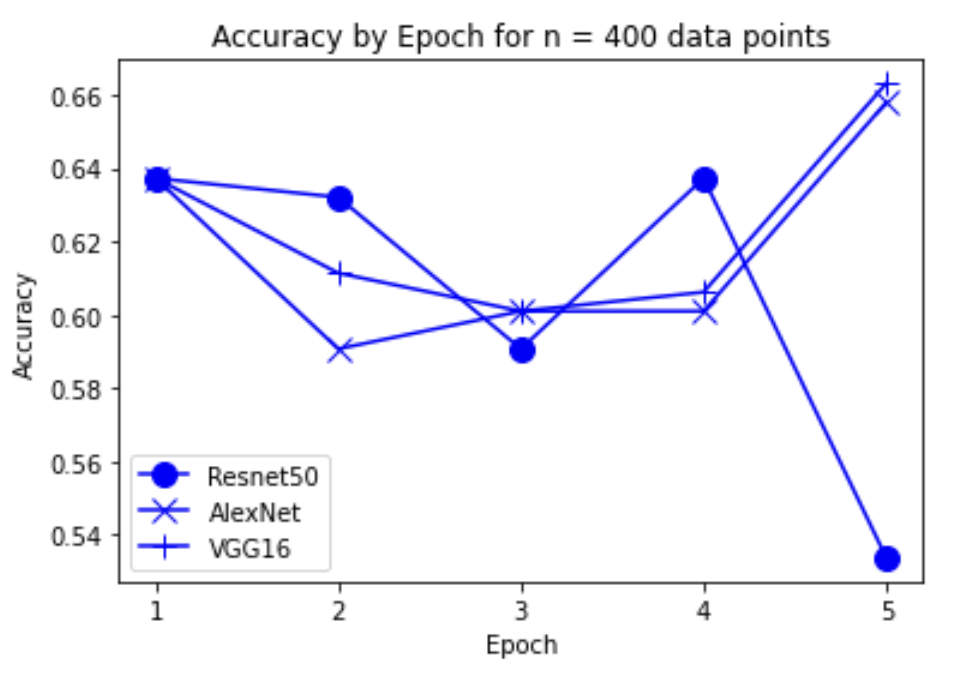 Accuracy by Epoch for n = 400 data points
0.66
0.64
0.62
0.60
0.58
0.56
0.54
Accuracy
Resnet50
AlexNet
VGG16
1 2 3 4 5
Epoch